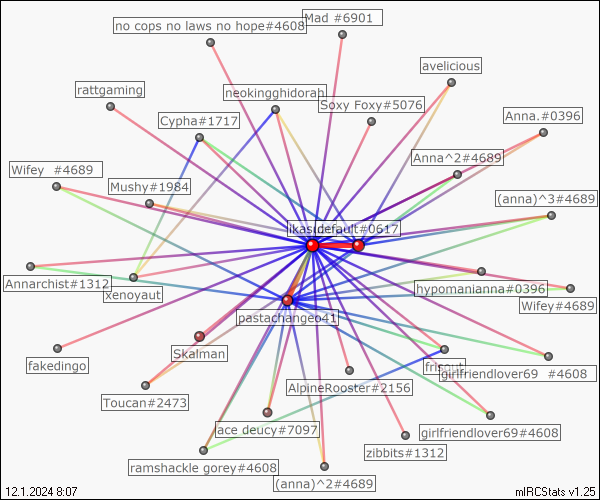 Mad #6901
no cops no laws no hope#4608
avelicious
rattgaming
neokingghidorah
Soxy Foxy#5076
Anna.#0396
Cypha#1717
Anna^2#4689
Wifey #4689
Mushy#1984
(anna)^3#4689
likasidefault#0617
Annarchist#1312
xenoyaut
hypomanianna#0396
Wifey#4689
pastachangeo41
Skalman
fakedingo
frisout
girlfriendlover69 #4608
AlpineRooster#2156
Toucan#2473
ace deucy#7097
girlfriendlover69#4608
zibbits#1312
ramshackle gorey#4608
(anna)^2#4689
12.1.2024 8:07
mIRCStats v1.25